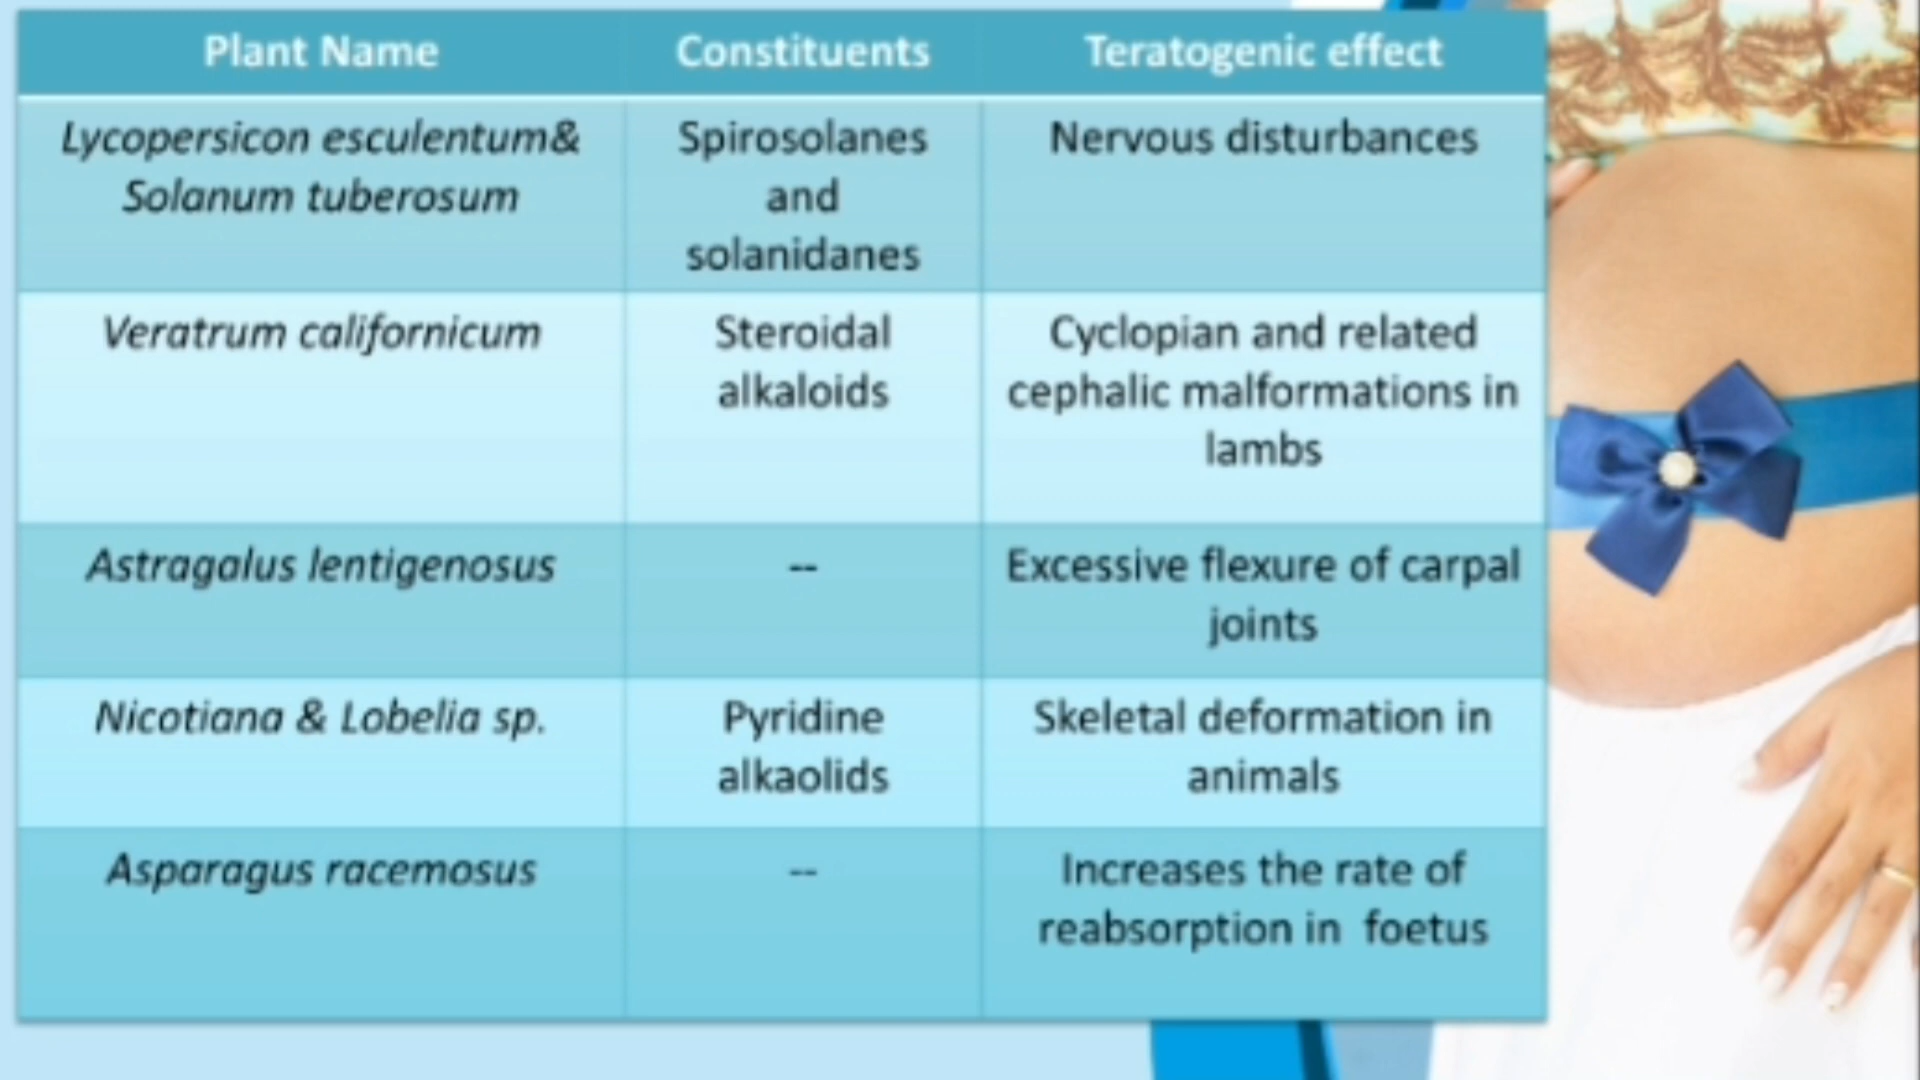 Plant Name
Constituents
Teratogenic effect
Lycopersicon esculentum&
Solanum tuberosum
Spirosolanes
and
solanidanes
Nervous disturbances
Veratrum californicum
Steroidal
alkaloids
Cyclopian and related
cephalic malformations in
lambs
Astragalus lentigenosus
--
Excessive flexure of carpal
joints
Nicotiana & Lobelia sp.
Pyridine
alkaolids
Skeletal deformation in
animals
Asparagus racemosus
--
Increases the rate of
reabsorption in  foetus